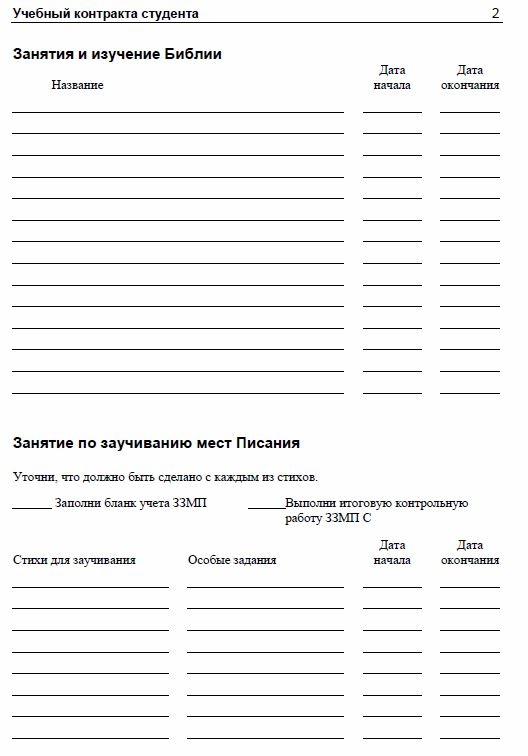 Учебный контракта студента 2
Занятия и изучение Библии
Название Дата начала Дата окончания
Занятие по заучиванию мест Писания
Уточни, что должно быть сделано с каждым из стихов.
Заполни бланк учета ЗЗМП Выполни итоговую контрольную
работу ЗЗМП С
Стихи для заучивания Особые задания Дата начала Дата окончания